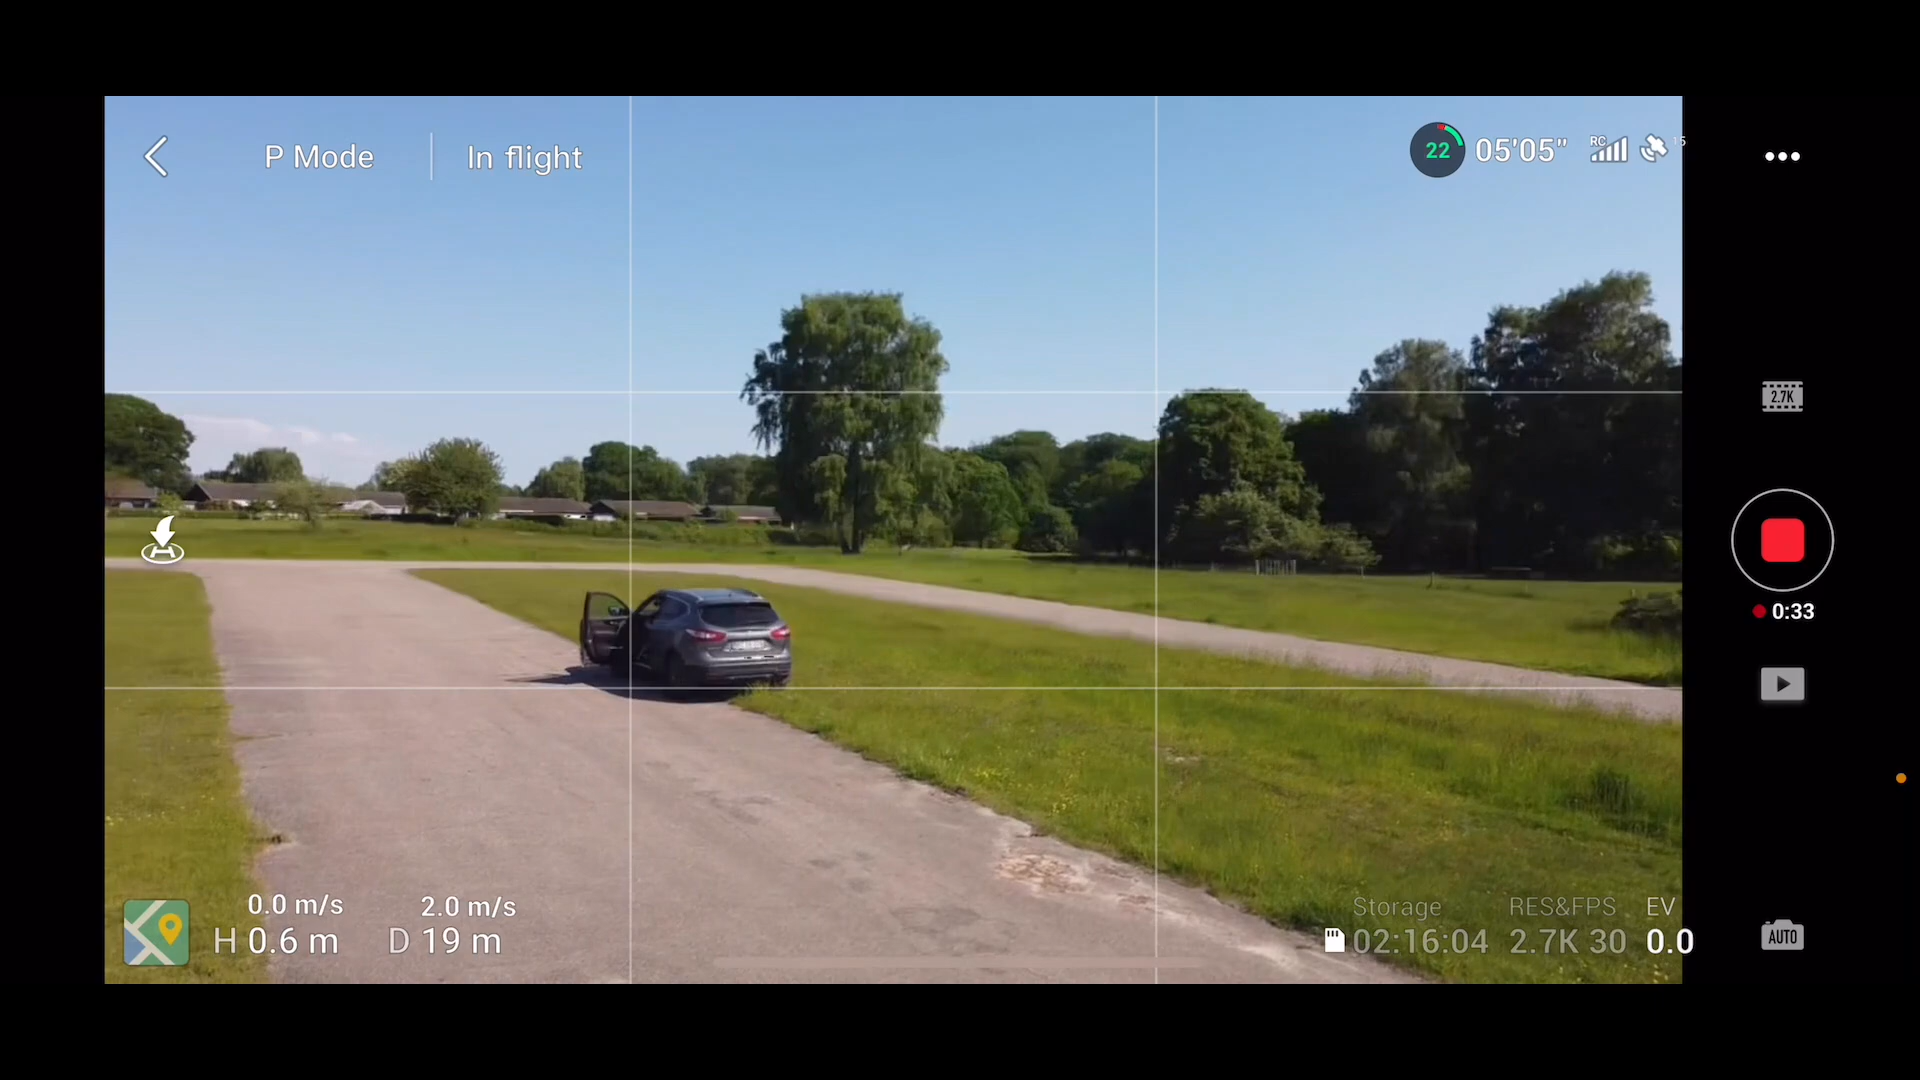 P Mode
In flight
22
05'05"
RC
15
2.7K
0:33
0.0 m/s
2.0 m/s
H 0.6 m
D 19 m
Storage
RES&FPS
EV
02:16:04
2.7K 30
0.0
AUTO